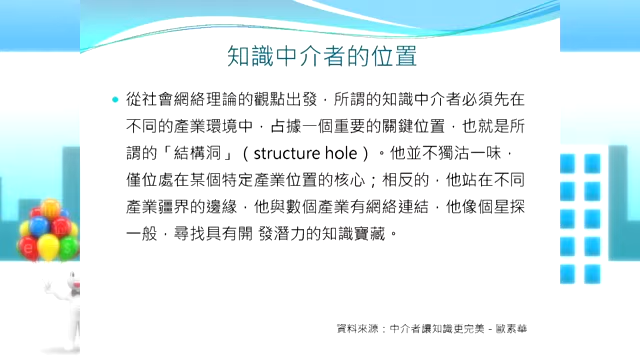 知識中介者的位置
從社會網絡理論的觀點出發，所謂的知識中介者必須先在
不同的產業環境中，占據一個重要的關鍵位置，也就是所
謂的「結構洞」（structure hole）。他並不獨沽一味，
僅位處在某個特定產業位置的核心；相反的，他站在不同
產業疆界的邊緣，他與數個產業有網絡連結，他像個星探
一般，尋找具有開 發潛力的知識寶藏。
資料來源：中介者讓知識更完美－歐素華